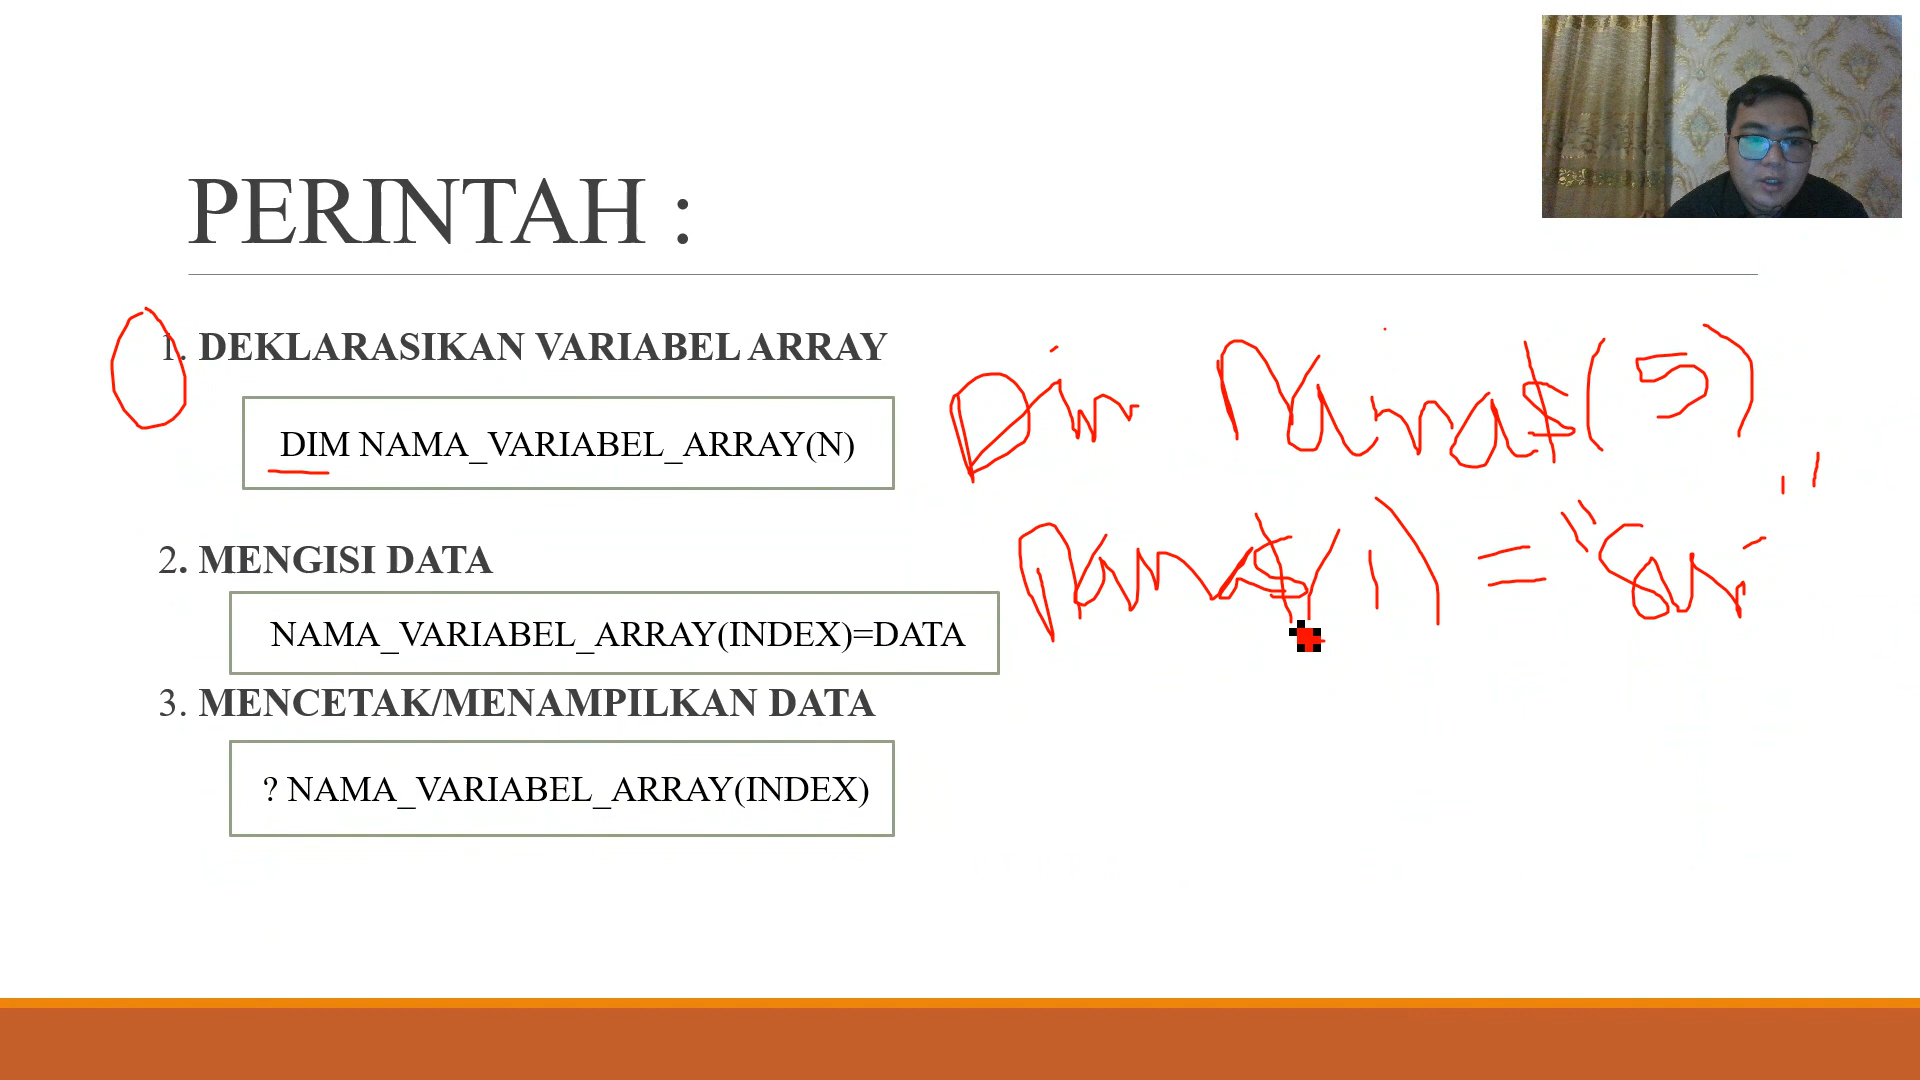 PERINTAH :
1. DEKLARASIKAN VARIABEL ARRAY
DIM NAMA_VARIABEL_ARRAY(N)
Dim Nama$(5)
2. MENGISI DATA
NAMA_VARIABEL_ARRAY(INDEX)=DATA
Nama$(1) = "Sari"
3. MENCETAK/MENAMPILKAN DATA
? NAMA_VARIABEL_ARRAY(INDEX)